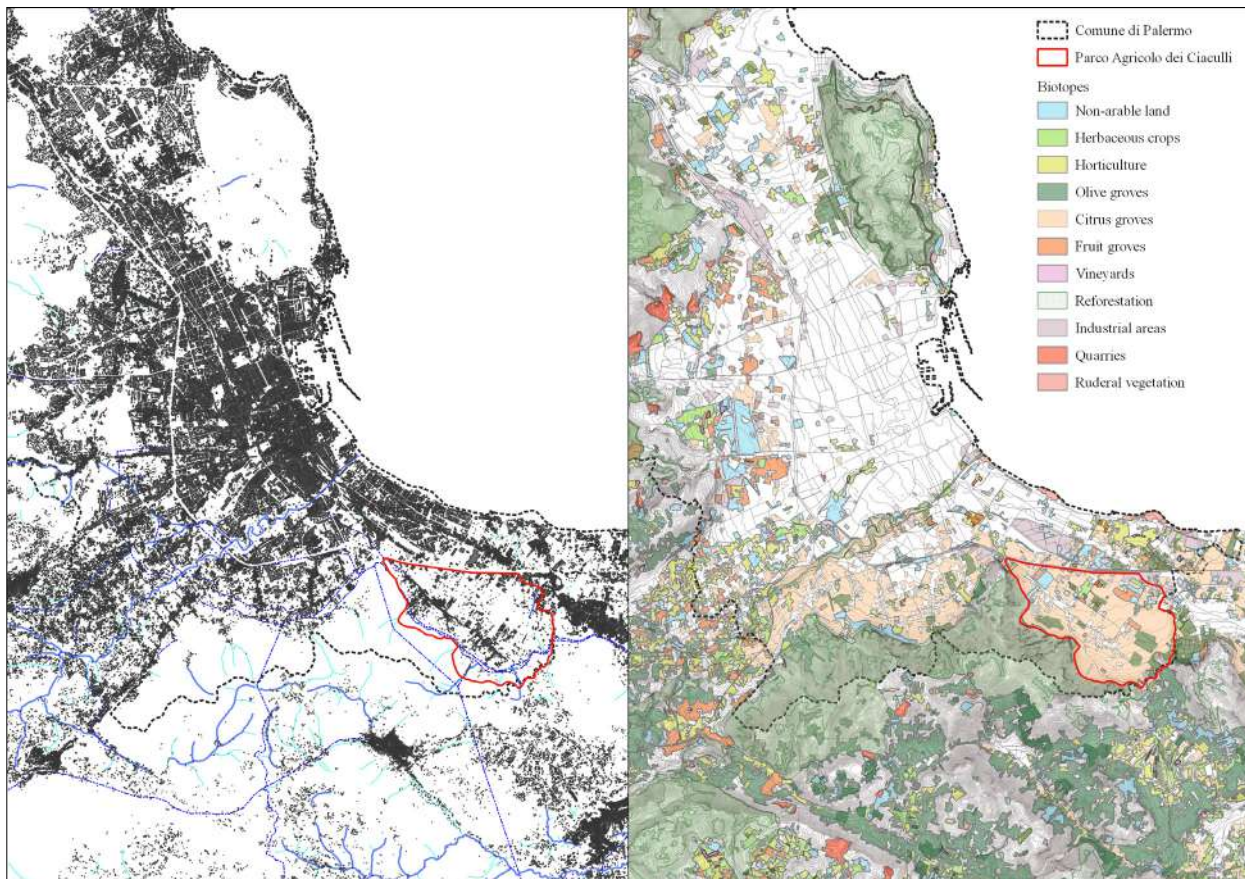 Comune di Palermo
Parco Agricolo dei Ciaculli
Biotopes
Non-arable land
Herbaceous crops
Horticulture
Olive groves
Citrus groves
Fruit groves
Vineyards
Reforestation
Industrial areas
Quarries
Ruderal vegetation